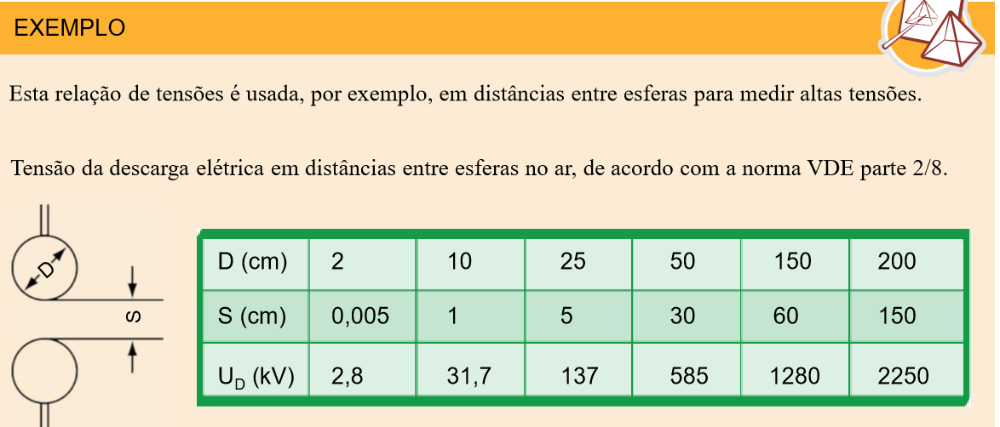 EXEMPLO
Esta relação de tensões é usada, por exemplo, em distâncias entre esferas para medir altas tensões.
Tensão da descarga elétrica em distâncias entre esferas no ar, de acordo com a norma VDE parte 2/8.
D
S
D (cm) 2 10 25 50 150 200
S (cm) 0,005 1 5 30 60 150
U_D (kV) 2,8 31,7 137 585 1280 2250